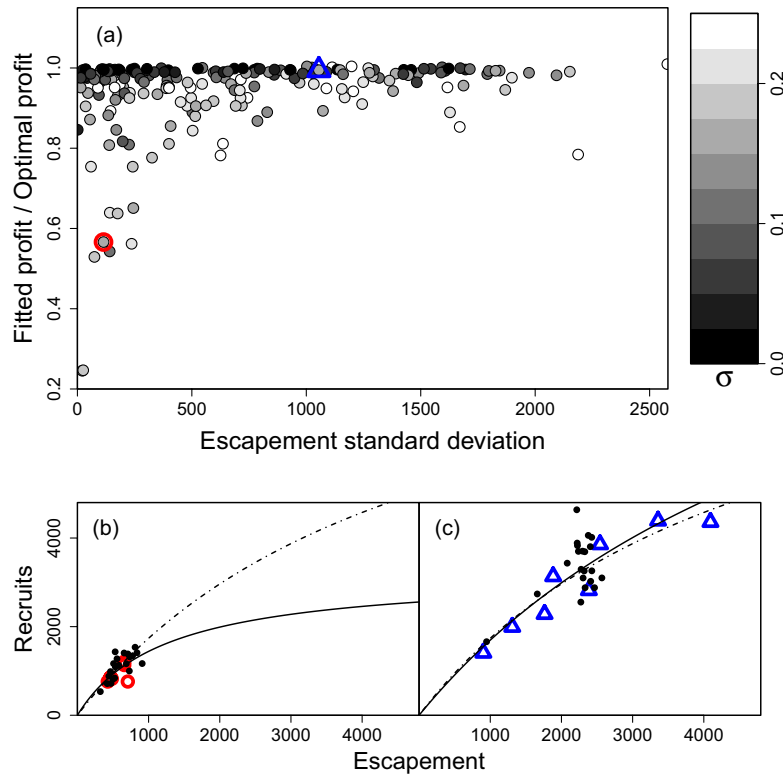 (a)
Fitted profit / Optimal profit
1.0
0.8
0.6
0.4
0.2
0 500 1000 1500 2000 2500
Escapement standard deviation
0.2
0.1
0.0
σ
(b)
(c)
Recruits
4000
2000
0
1000 2000 3000 4000
1000 2000 3000 4000
Escapement